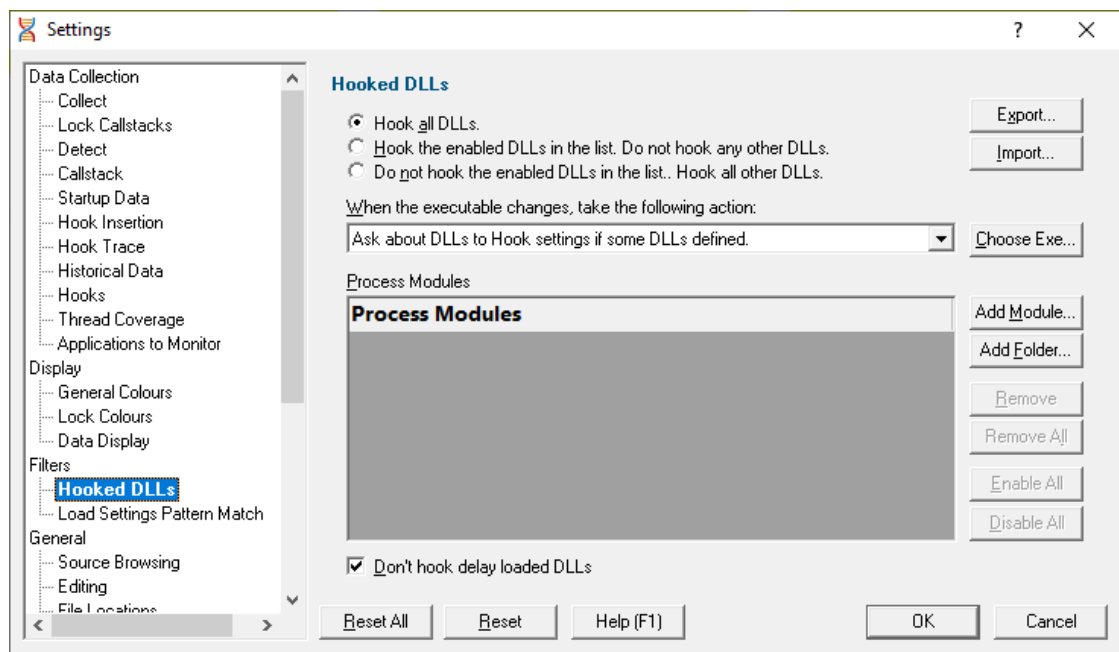 Settings
?
Data Collection
Collect
Lock Callstacks
Detect
Callstack
Startup Data
Hook Insertion
Hook Trace
Historical Data
Hooks
Thread Coverage
Applications to Monitor
Display
General Colours
Lock Colours
Data Display
Filters
Hooked DLLs
Load Settings Pattern Match
General
Source Browsing
Editing
File Locations
Hooked DLLs
Hook all DLLs.
Hook the enabled DLLs in the list. Do not hook any other DLLs.
Do not hook the enabled DLLs in the list.. Hook all other DLLs.
Export...
Import...
When the executable changes, take the following action:
Ask about DLLs to Hook settings if some DLLs defined.
Choose Exe...
Process Modules
Process Modules
Add Module...
Add Folder...
Remove
Remove All
Enable All
Disable All
Don't hook delay loaded DLLs
Reset All
Reset
Help (F1)
OK
Cancel